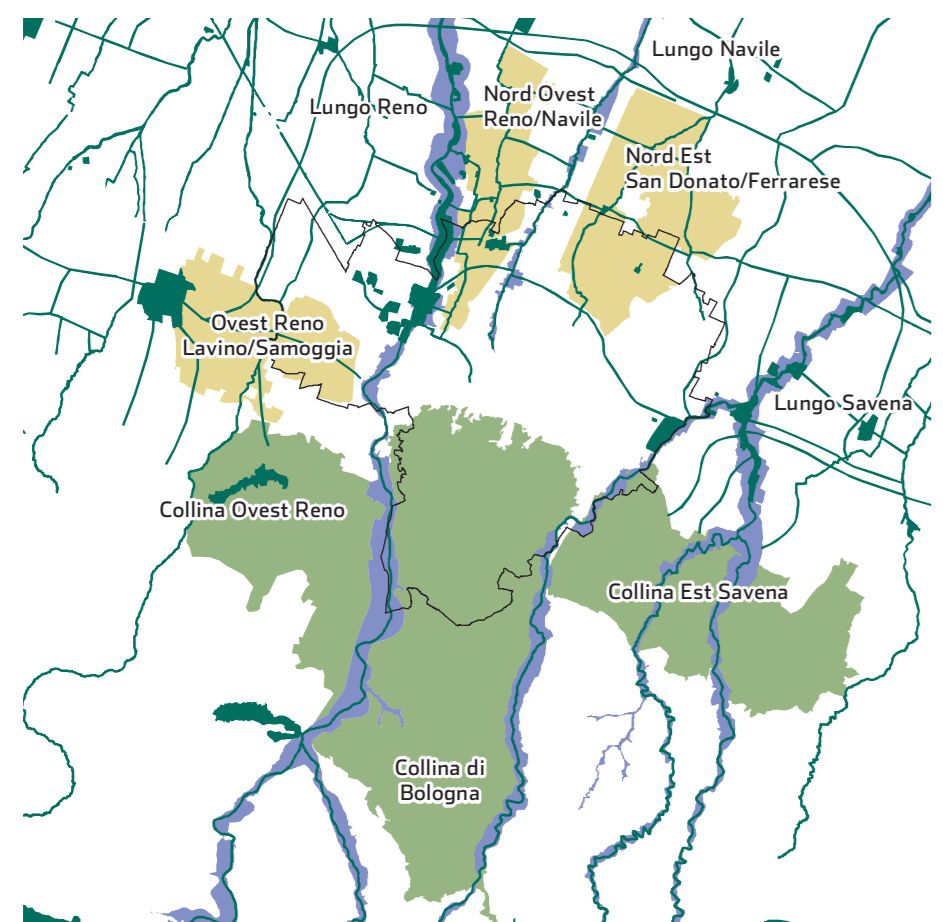 Lungo Navile
Nord Ovest
Reno/Navile
Lungo Reno
Nord Est
San Donato/Ferrarese
Ovest Reno
Lavino/Samoggia
Lungo Savena
Collina Ovest Reno
Collina Est Savena
Collina di
Bologna